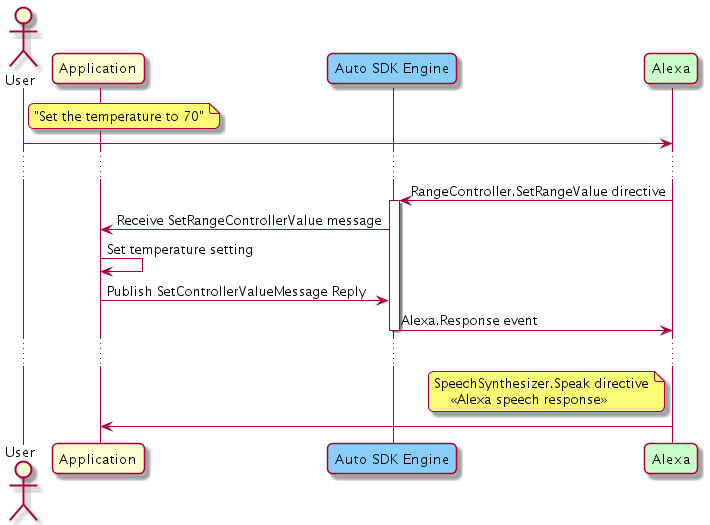 User
Application
Auto SDK Engine
Alexa
"Set the temperature to 70"
RangeController.SetRangeValue directive
Receive SetRangeControllerValue message
Set temperature setting
Publish SetControllerValueMessage Reply
Alexa.Response event
SpeechSynthesizer.Speak directive
«Alexa speech response»
User
Application
Auto SDK Engine
Alexa